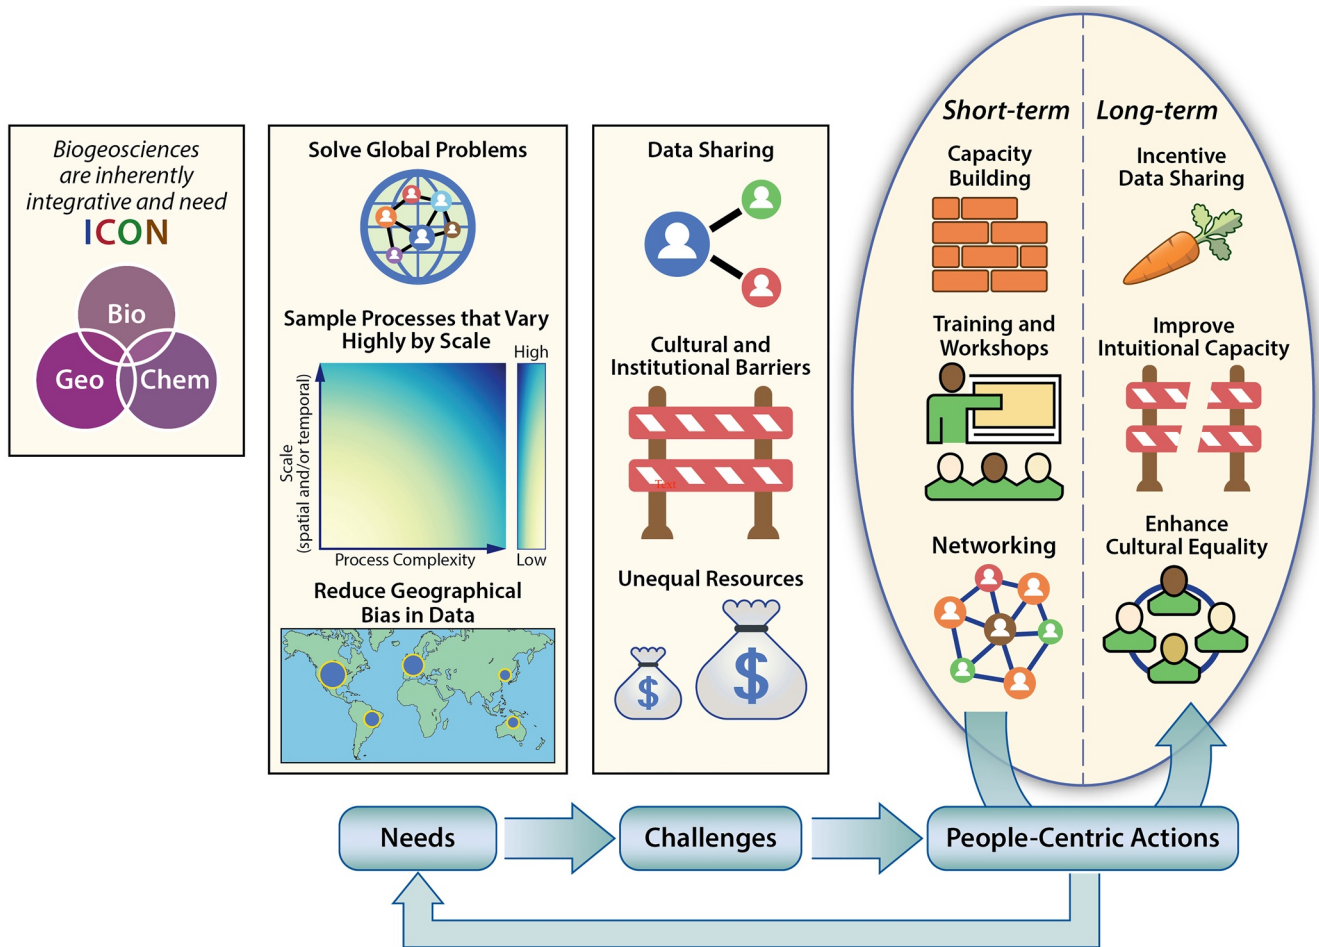 Biogeosciences
are inherently
integrative and need
ICON
Bio
Geo
Chem
Solve Global Problems
Sample Processes that Vary
Highly by Scale
High
Scale
(spatial and/or temporal)
Process Complexity
Low
Reduce Geographical
Bias in Data
Data Sharing
Cultural and
Institutional Barriers
Text
Unequal Resources
$
$
Short-term
Capacity
Building
Training and
Workshops
Networking
Long-term
Incentive
Data Sharing
Improve
Intuitional Capacity
Enhance
Cultural Equality
Needs
Challenges
People-Centric Actions